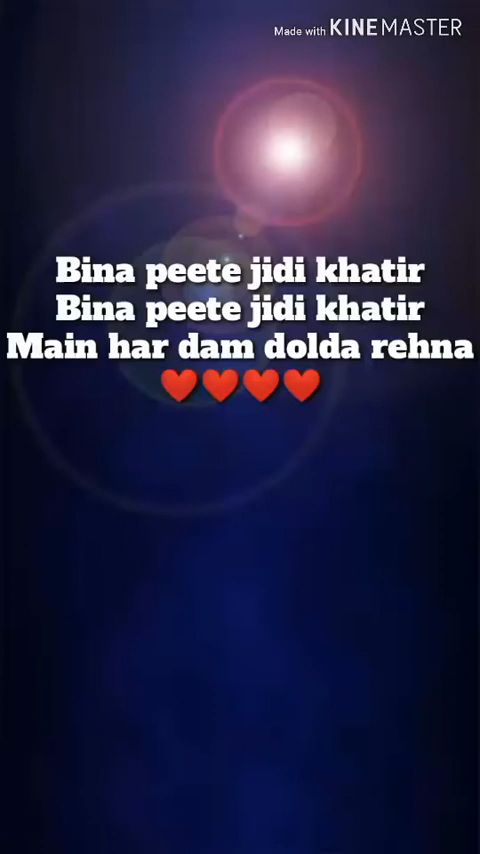 Made with KINEMASTER
Bina peete jidi khatir
Bina peete jidi khatir
Main har dam dolda rehna
❤️❤️❤️❤️